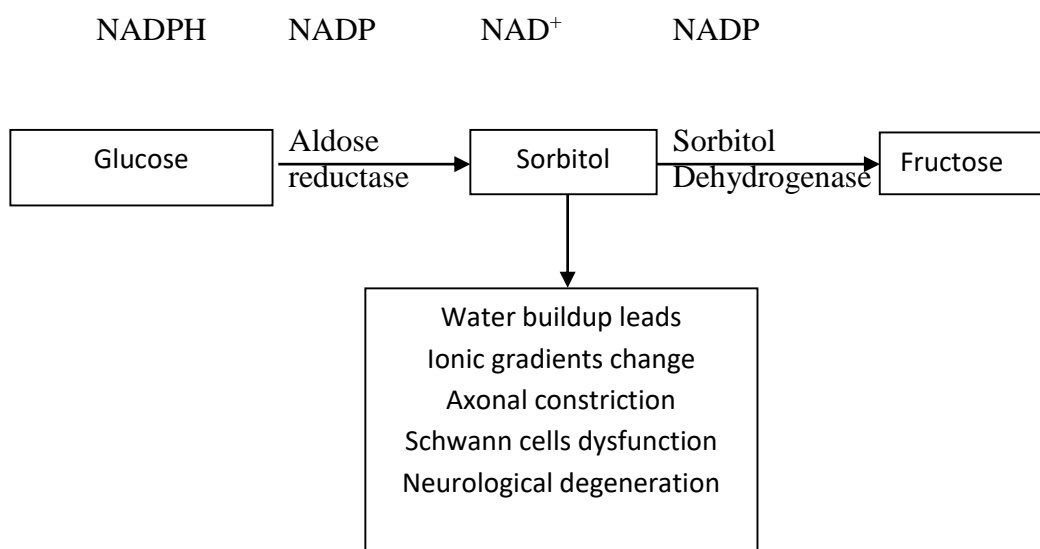 NADPH NADP NAD⁺ NADP
Glucose
Aldose
reductase
Sorbitol
Sorbitol
Dehydrogenase
Fructose
Water buildup leads
Ionic gradients change
Axonal constriction
Schwann cells dysfunction
Neurological degeneration